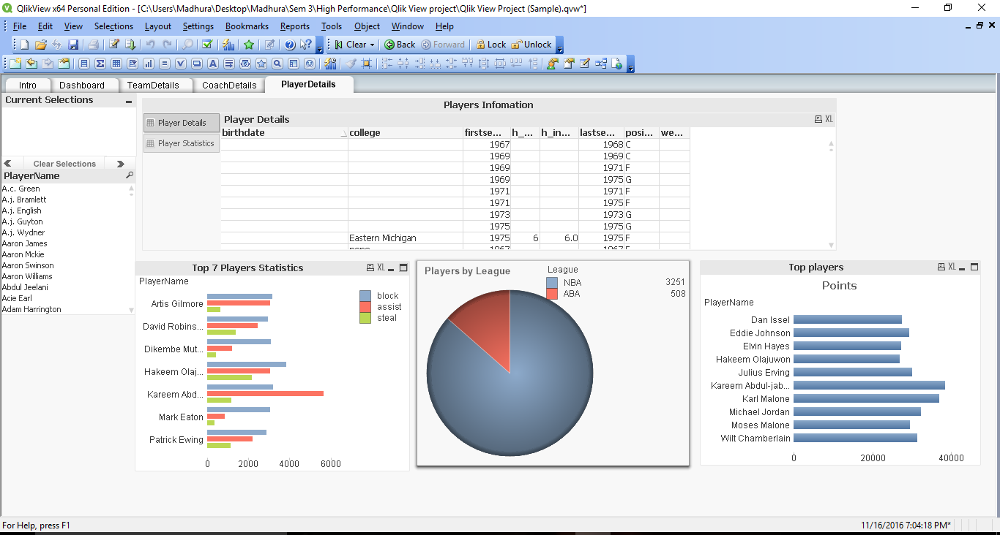 QlikView x64 Personal Edition - [C:\Users\Madhura\Desktop\Madhura\Sem 3\High Performance\Qlik View project\Qlik View Project (Sample).qvw*]
File Edit View Selections Layout Settings Bookmarks Reports Tools Object Window Help
Clear Back Forward Lock Unlock
Intro Dashboard TeamDetails CoachDetails PlayerDetails
Current Selections
Clear Selections
PlayerName
A.c. Green
A.j. Bramlett
A.j. English
A.j. Guyton
A.j. Wydner
Aaron James
Aaron Mckie
Aaron Swinson
Aaron Williams
Abdul Jeelani
Acie Earl
Adam Harrington
Players Infomation
Player Details
Player Statistics
Player Details XL
birthdate college firstse... h_... h_in... lastse... posi... we...
1967 1968 C
1969 1969 C
1969 1971 F
1969 1975 G
1971 1971 F
1971 1975 F
1973 1973 G
1975 1975 G
Eastern Michigan 1975 6 6.0 1975 F
Top 7 Players Statistics XL
PlayerName
block
assist
steal
Artis Gilmore
David Robins...
Dikembe Mut...
Hakeem Olaj...
Kareem Abd...
Mark Eaton
Patrick Ewing
0 2000 4000 6000
Players by League
League
NBA 3251
ABA 508
Top players XL
Points
PlayerName
Dan Issel
Eddie Johnson
Elvin Hayes
Hakeem Olajuwon
Julius Erving
Kareem Abdul-jab...
Karl Malone
Michael Jordan
Moses Malone
Wilt Chamberlain
0 20000 40000
For Help, press F1
11/16/2016 7:04:18 PM*